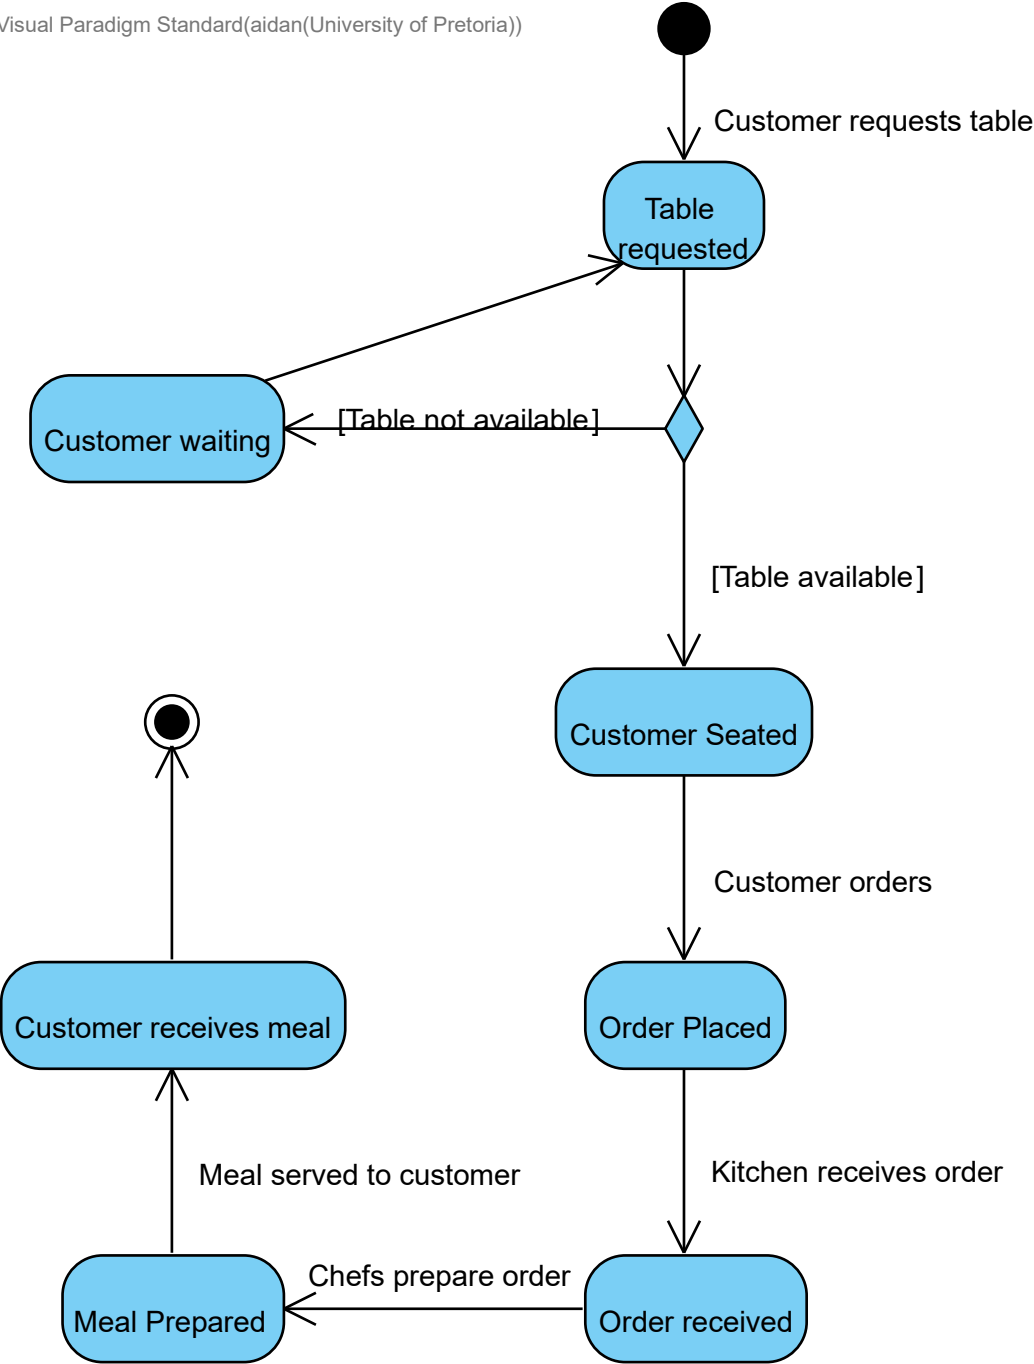 Visual Paradigm Standard(aidan(University of Pretoria))
Customer requests table
Table
requested
[Table not available]
Customer waiting
[Table available]
Customer Seated
Customer orders
Customer receives meal
Order Placed
Meal served to customer
Kitchen receives order
Chefs prepare order
Meal Prepared
Order received